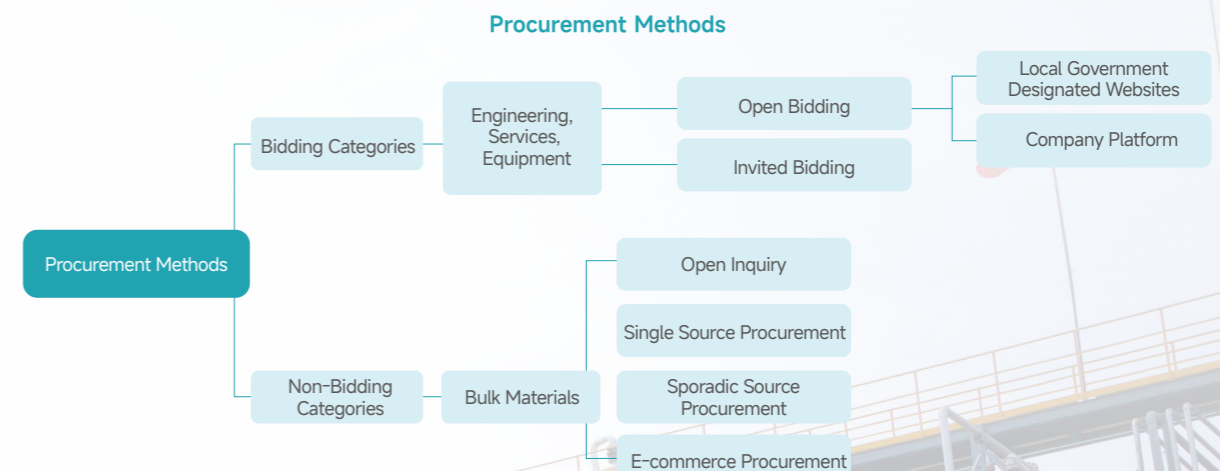 Procurement Methods
Procurement Methods
Bidding Categories
Engineering,
Services,
Equipment
Open Bidding
Local Government
Designated Websites
Company Platform
Invited Bidding
Non-Bidding
Categories
Bulk Materials
Open Inquiry
Single Source Procurement
Sporadic Source
Procurement
E-commerce Procurement